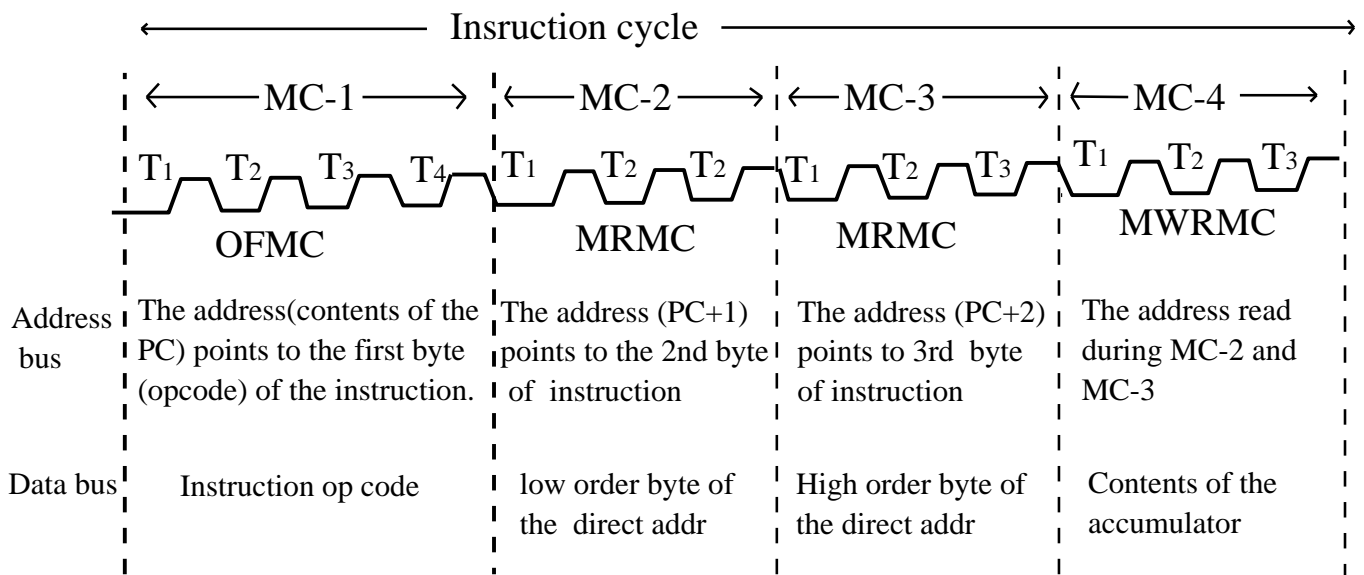 Insruction cycle
MC-1 MC-2 MC-3 MC-4
T1 T2 T3 T4 T1 T2 T2 T1 T2 T3 T1 T2 T3
OFMC MRMC MRMC MWRMC
Address
bus
The address(contents of the
PC) points to the first byte
(opcode) of the instruction.
The address (PC+1)
points to the 2nd byte
of instruction
The address (PC+2)
points to 3rd byte
of instruction
The address read
during MC-2 and
MC-3
Data bus
Instruction op code
low order byte of
the direct addr
High order byte of
the direct addr
Contents of the
accumulator